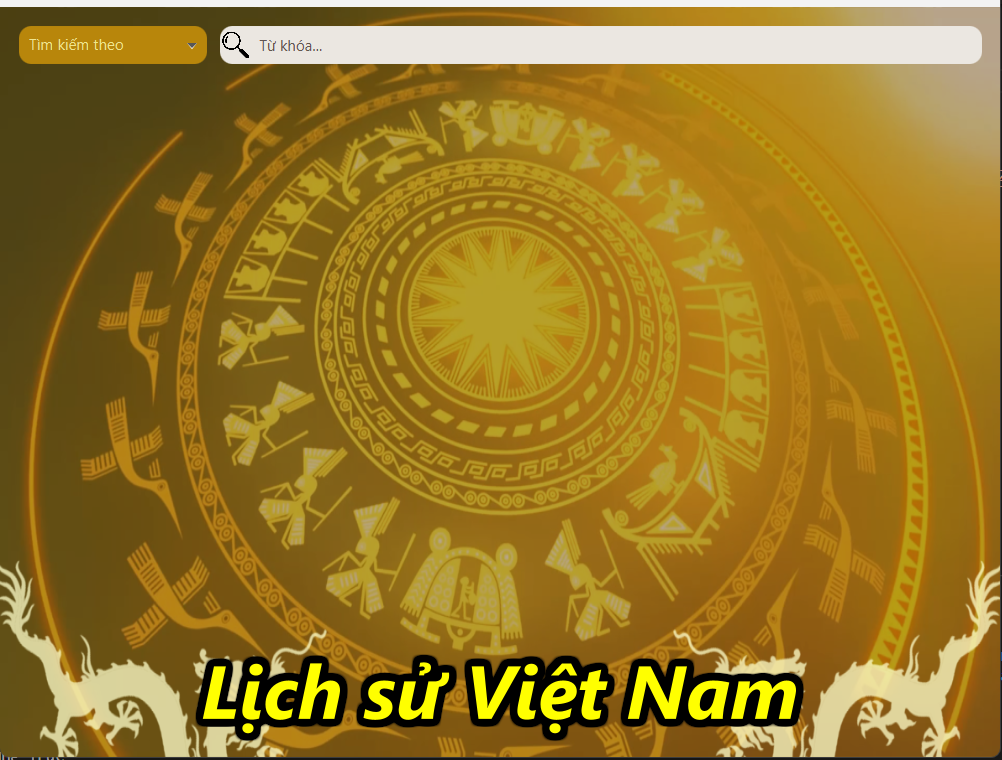 Tìm kiếm theo
Từ khóa...
Lịch sử Việt Nam